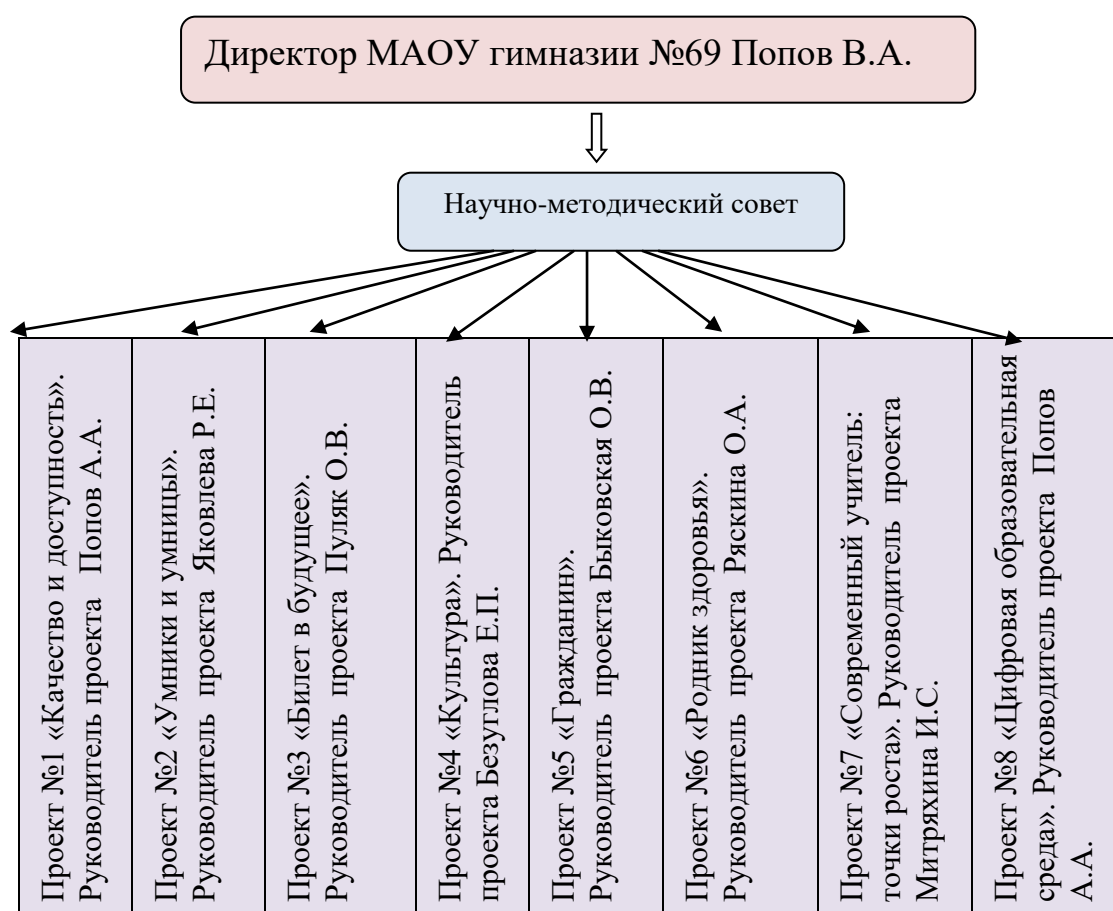 Директор МАОУ гимназии №69 Попов В.А.
Научно-методический совет
Проект №1 «Качество и доступность».
Руководитель проекта Попов А.А.
Проект №2 «Умники и умницы».
Руководитель проекта Яковлева Р.Е.
Проект №3 «Билет в будущее».
Руководитель проекта Пуляк О.В.
Проект №4 «Культура». Руководитель
проекта Безуглова Е.П.
Проект №5 «Гражданин».
Руководитель проекта Быковская О.В.
Проект №6 «Родник здоровья».
Руководитель проекта Ряскина О.А.
Проект №7 «Современный учитель:
точки роста». Руководитель проекта
Митряхина И.С.
Проект №8 «Цифровая образовательная
среда». Руководитель проекта Попов
А.А.